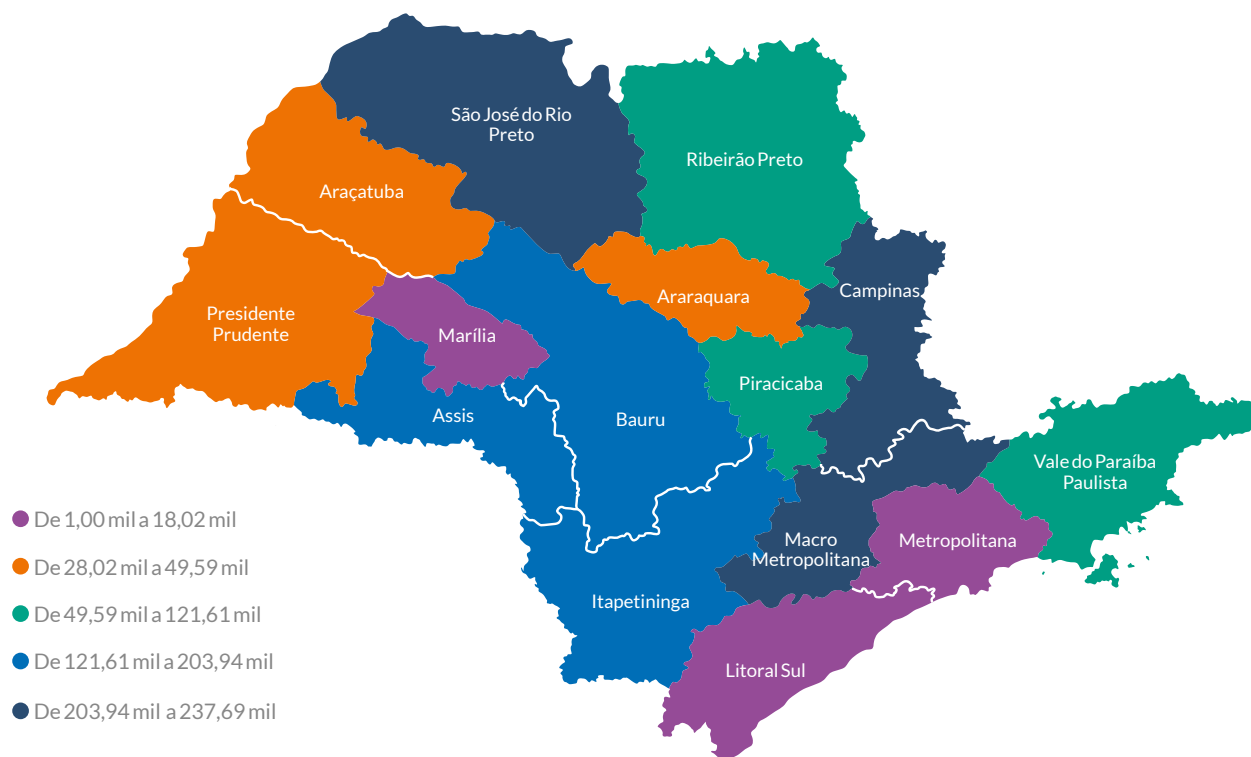 São José do Rio
Preto
Ribeirão Preto
Araçatuba
Campinas
Araraquara
Presidente
Prudente
Marília
Piracicaba
Assis
Bauru
Vale do Paraíba
Paulista
De 1,00 mil a 18,02 mil
Macro
Metropolitana
Metropolitana
De 28,02 mil a 49,59 mil
Itapetininga
De 49,59 mil a 121,61 mil
De 121,61 mil a 203,94 mil
Litoral Sul
De 203,94 mil a 237,69 mil